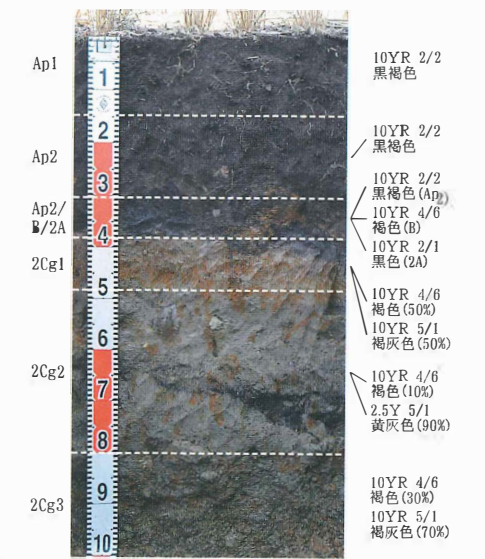 Ap1
Ap2
Ap2/
B/2A
2Cg1
2Cg2
2Cg3
1
2
3
4
5
6
7
8
9
10
10YR 2/2
黒褐色
10YR 2/2
黒褐色
10YR 2/2
黒褐色(Ap2)
10YR 4/6
褐色(B)
10YR 2/1
黒色(2A)
10YR 4/6
褐色(50%)
10YR 5/1
褐灰色(50%)
10YR 4/6
褐色(10%)
2.5Y 5/1
黄灰色(90%)
10YR 4/6
褐色(30%)
10YR 5/1
褐灰色(70%)